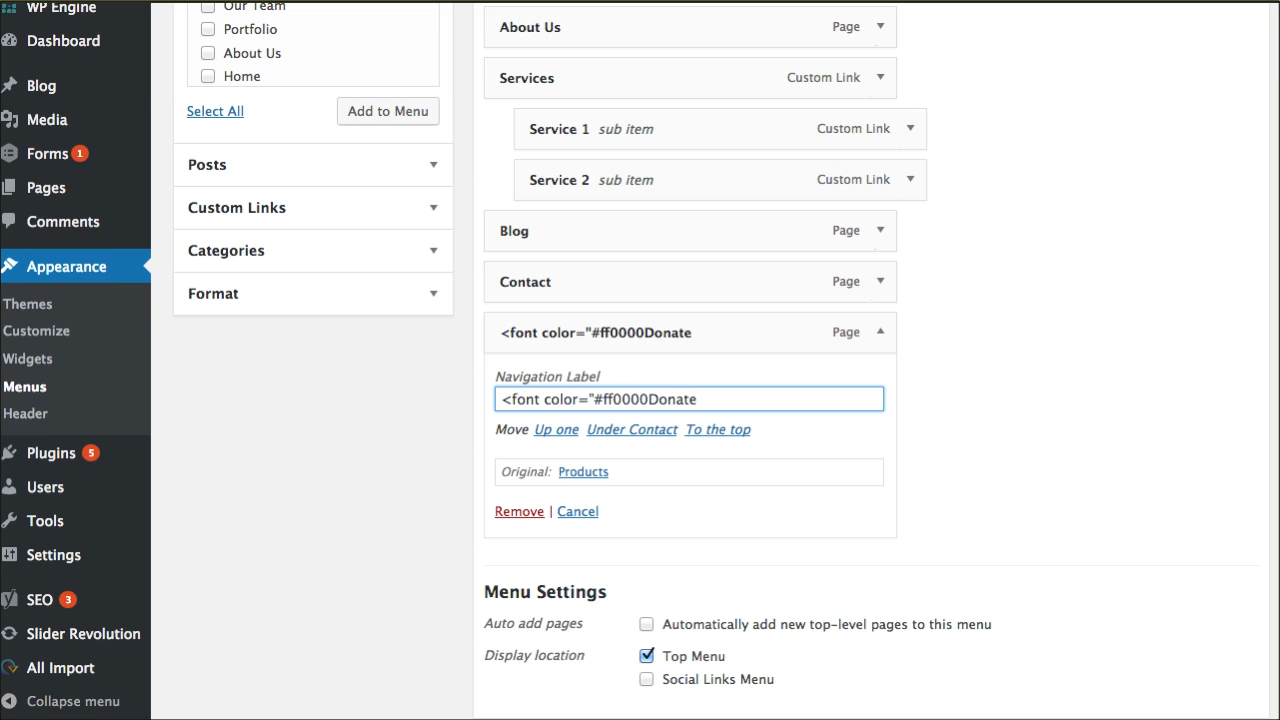 WP Engine
Dashboard
Blog
Media
Forms 1
Pages
Comments
Appearance
Themes
Customize
Widgets
Menus
Header
Plugins 5
Users
Tools
Settings
SEO 3
Slider Revolution
All Import
Collapse menu
Our Team
Portfolio
About Us
Home
Select All Add to Menu
Posts
Custom Links
Categories
Format
About Us Page
Services Custom Link
Service 1 sub item Custom Link
Service 2 sub item Custom Link
Blog Page
Contact Page
<font color="#ff0000Donate Page
Navigation Label
<font color="#ff0000Donate
Move Up one Under Contact To the top
Original: Products
Remove | Cancel
Menu Settings
Auto add pages Automatically add new top-level pages to this menu
Display location Top Menu
Social Links Menu